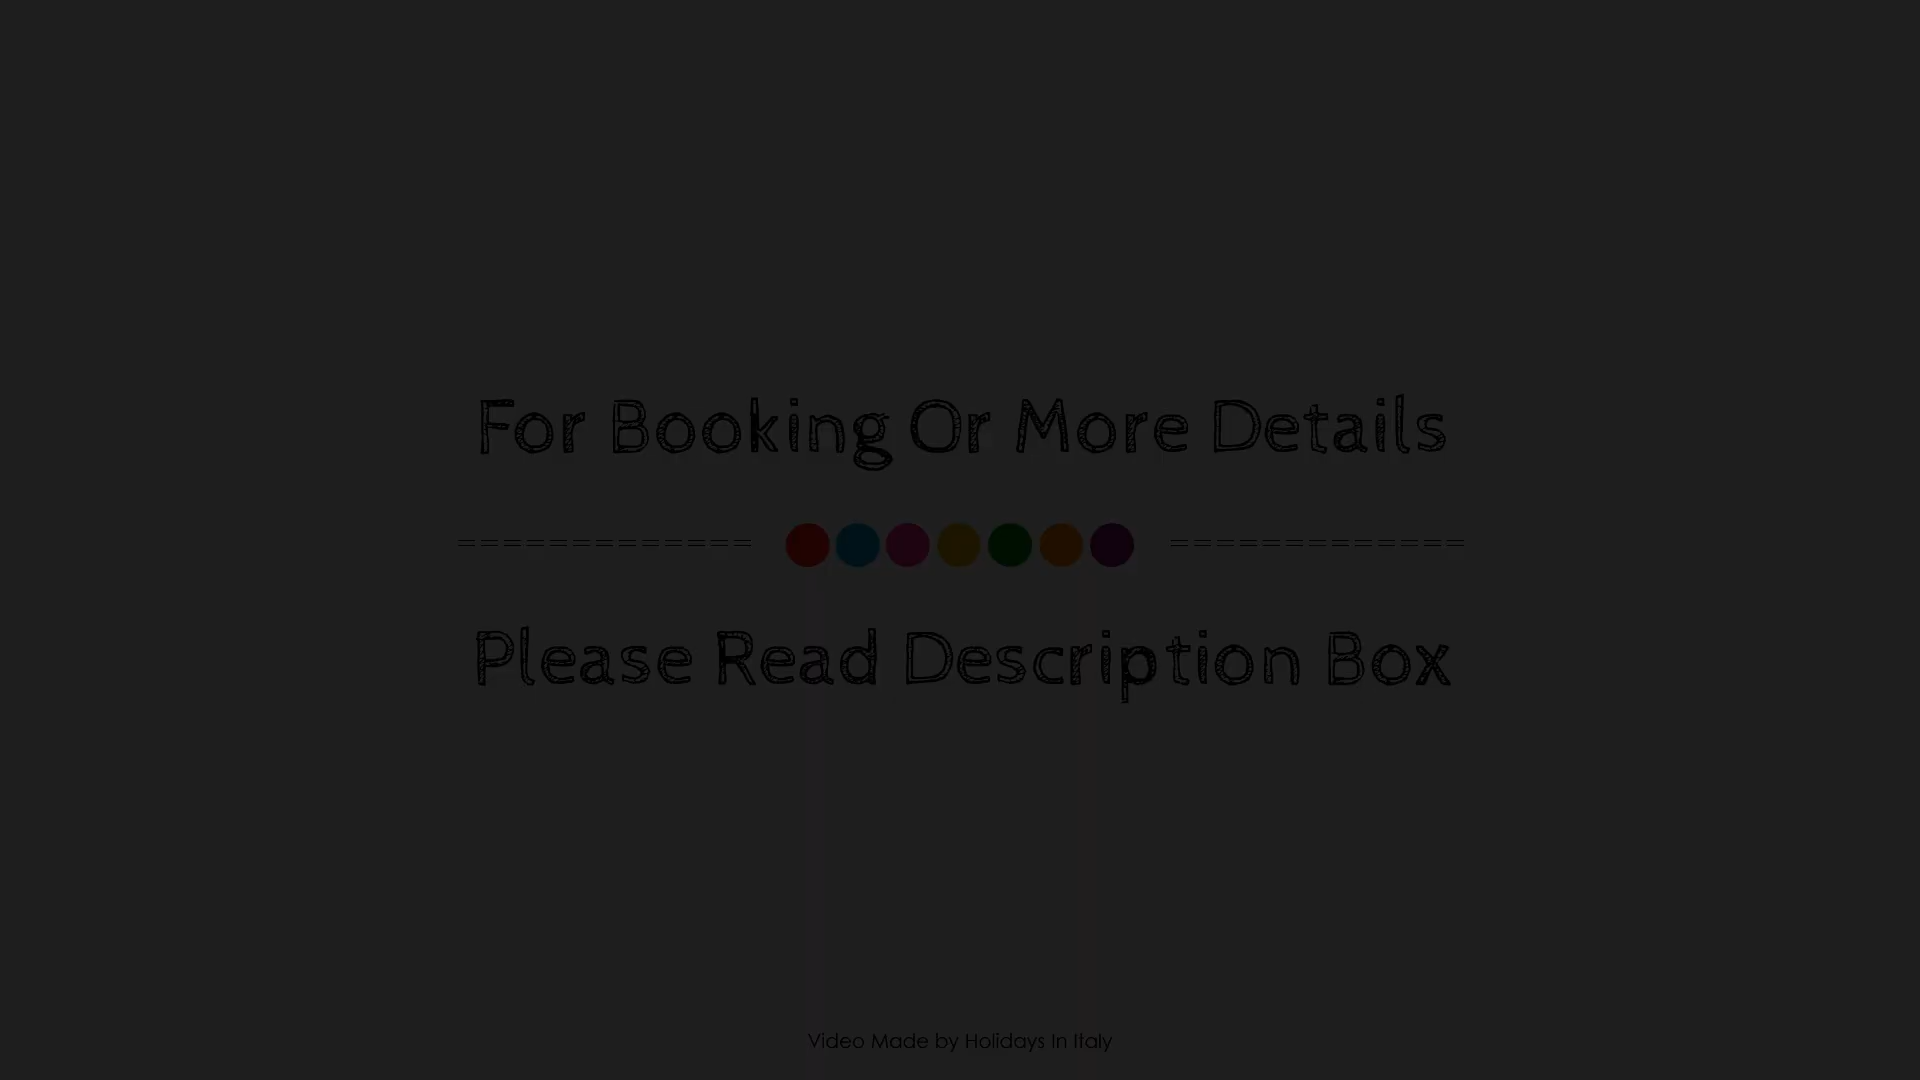 For Booking Or More Details
============= =============
Please Read Description Box
Video Made by Holidays In Italy